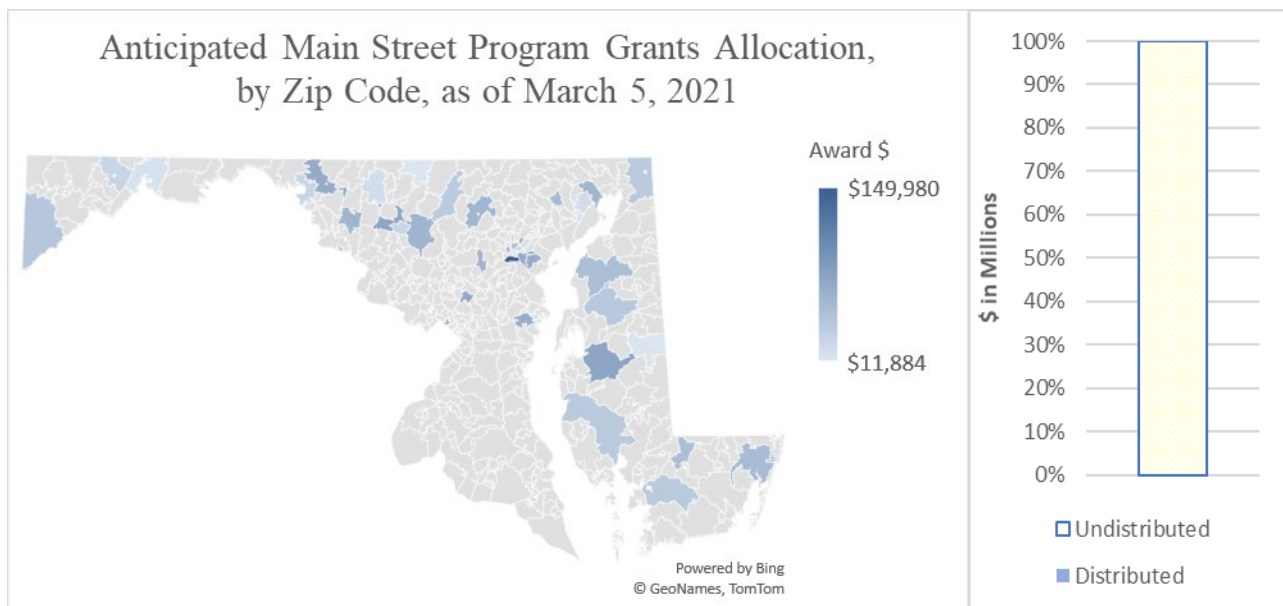 Anticipated Main Street Program Grants Allocation,
by Zip Code, as of March 5, 2021
Award $
$149,980
$11,884
Powered by Bing
© GeoNames, TomTom
$ in Millions
100%
90%
80%
70%
60%
50%
40%
30%
20%
10%
0%
Undistributed
Distributed